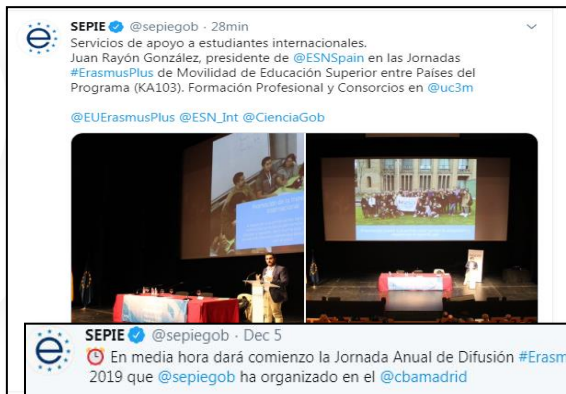 SEPIE @sepiegob · 28min
Servicios de apoyo a estudiantes internacionales.
Juan Rayón González, presidente de @ESNSpain en las Jornadas
#ErasmusPlus de Movilidad de Educación Superior entre Países del
Programa (KA103). Formación Profesional y Consorcios en @uc3m
@EUErasmusPlus @ESN_Int @CienciaGob
SEPIE @sepiegob · Dec 5
En media hora dará comienzo la Jornada Anual de Difusión #Erasm
2019 que @sepiegob ha organizado en el @cbamadrid